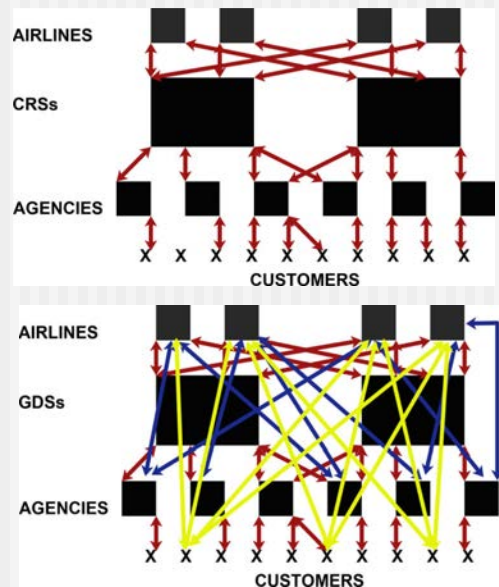 AIRLINES
CRSs
AGENCIES
X X X X X X X X X X
CUSTOMERS
AIRLINES
GDSs
AGENCIES
X X X X X X X X X X
CUSTOMERS